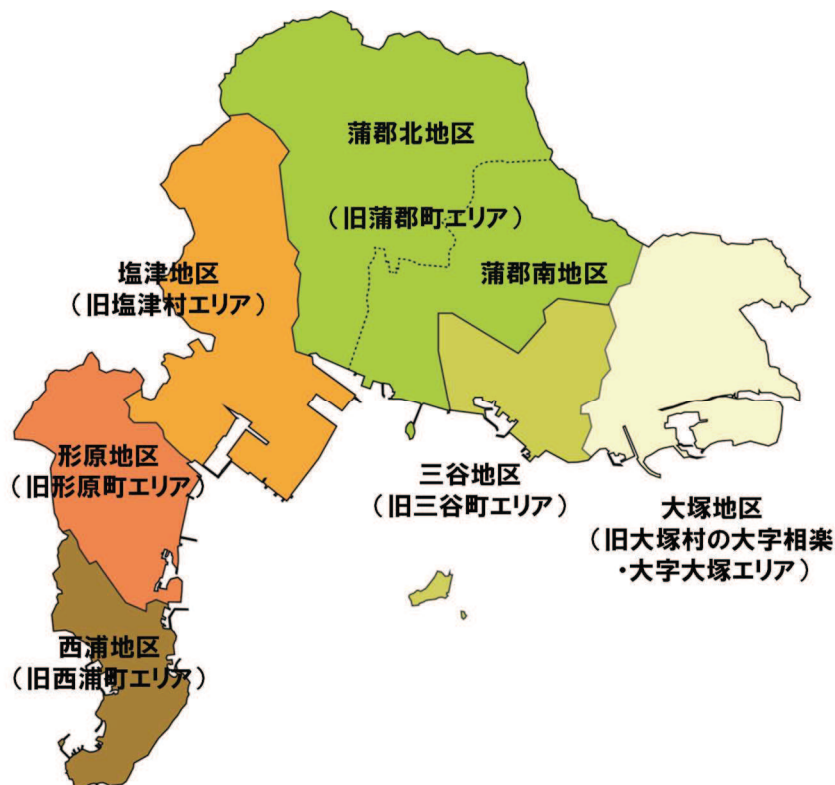 蒲郡北地区
（旧蒲郡町エリア）
蒲郡南地区
塩津地区
（旧塩津村エリア）
形原地区
（旧形原町エリア）
三谷地区
（旧三谷町エリア）
大塚地区
（旧大塚村の大字相楽
・大字大塚エリア）
西浦地区
（旧西浦町エリア）